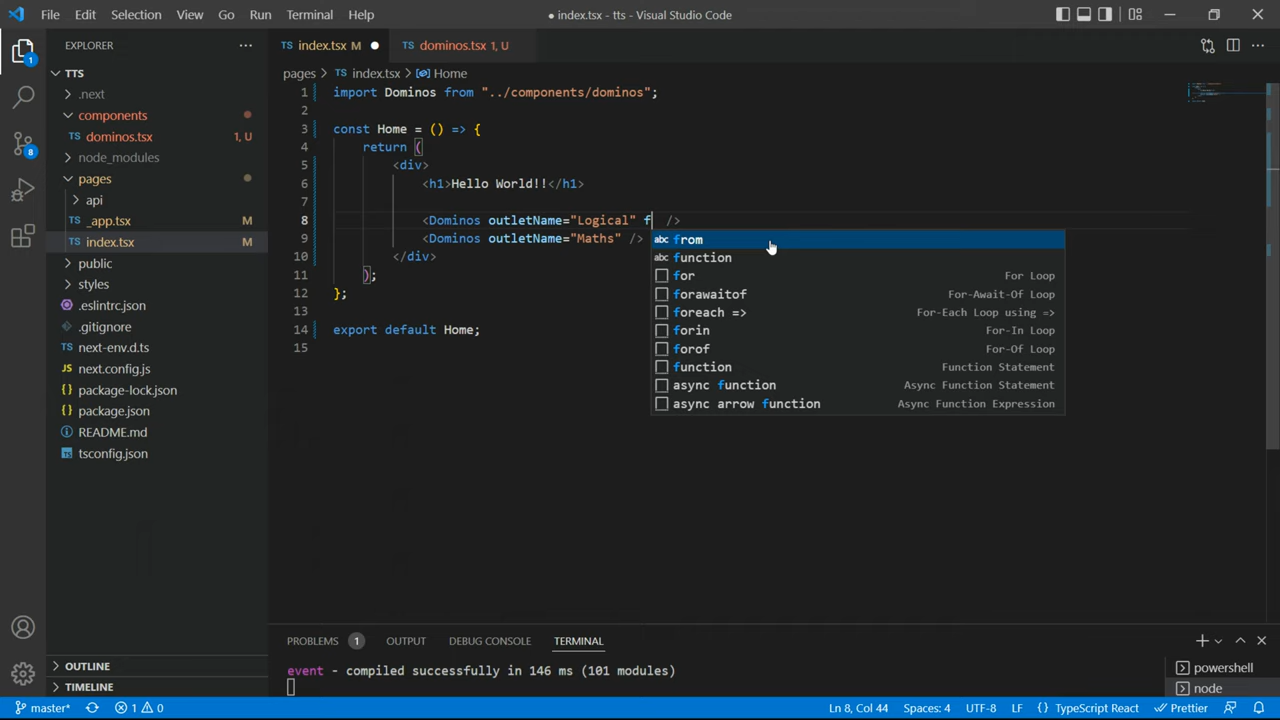 File Edit Selection View Go Run Terminal Help
● index.tsx - tts - Visual Studio Code
EXPLORER
TS index.tsx M
TS dominos.tsx 1, U
TTS
.next
components
dominos.tsx 1, U
node_modules
pages
api
_app.tsx M
index.tsx M
public
styles
.eslintrc.json
.gitignore
TS next-env.d.ts
JS next.config.js
{} package-lock.json
{} package.json
README.md
tsconfig.json
OUTLINE
TIMELINE
1
8
pages > TS index.tsx > Home
1 import Dominos from "../components/dominos";
2
3 const Home = () => {
4 return (
5 <div>
6 <h1>Hello World!!</h1>
7
8 <Dominos outletName="Logical" f />
9 <Dominos outletName="Maths" />
10 </div>
11 );
12 };
13
14 export default Home;
15
abc from
abc function
for For Loop
forawaitof For-Await-Of Loop
foreach => For-Each Loop using =>
forin For-In Loop
forof For-Of Loop
function Function Statement
async function Async Function Statement
async arrow function Async Function Expression
PROBLEMS 1 OUTPUT DEBUG CONSOLE TERMINAL
event - compiled successfully in 146 ms (101 modules)
powershell
node
master* 1 0
Ln 8, Col 44 Spaces: 4 UTF-8 LF {} TypeScript React Prettier